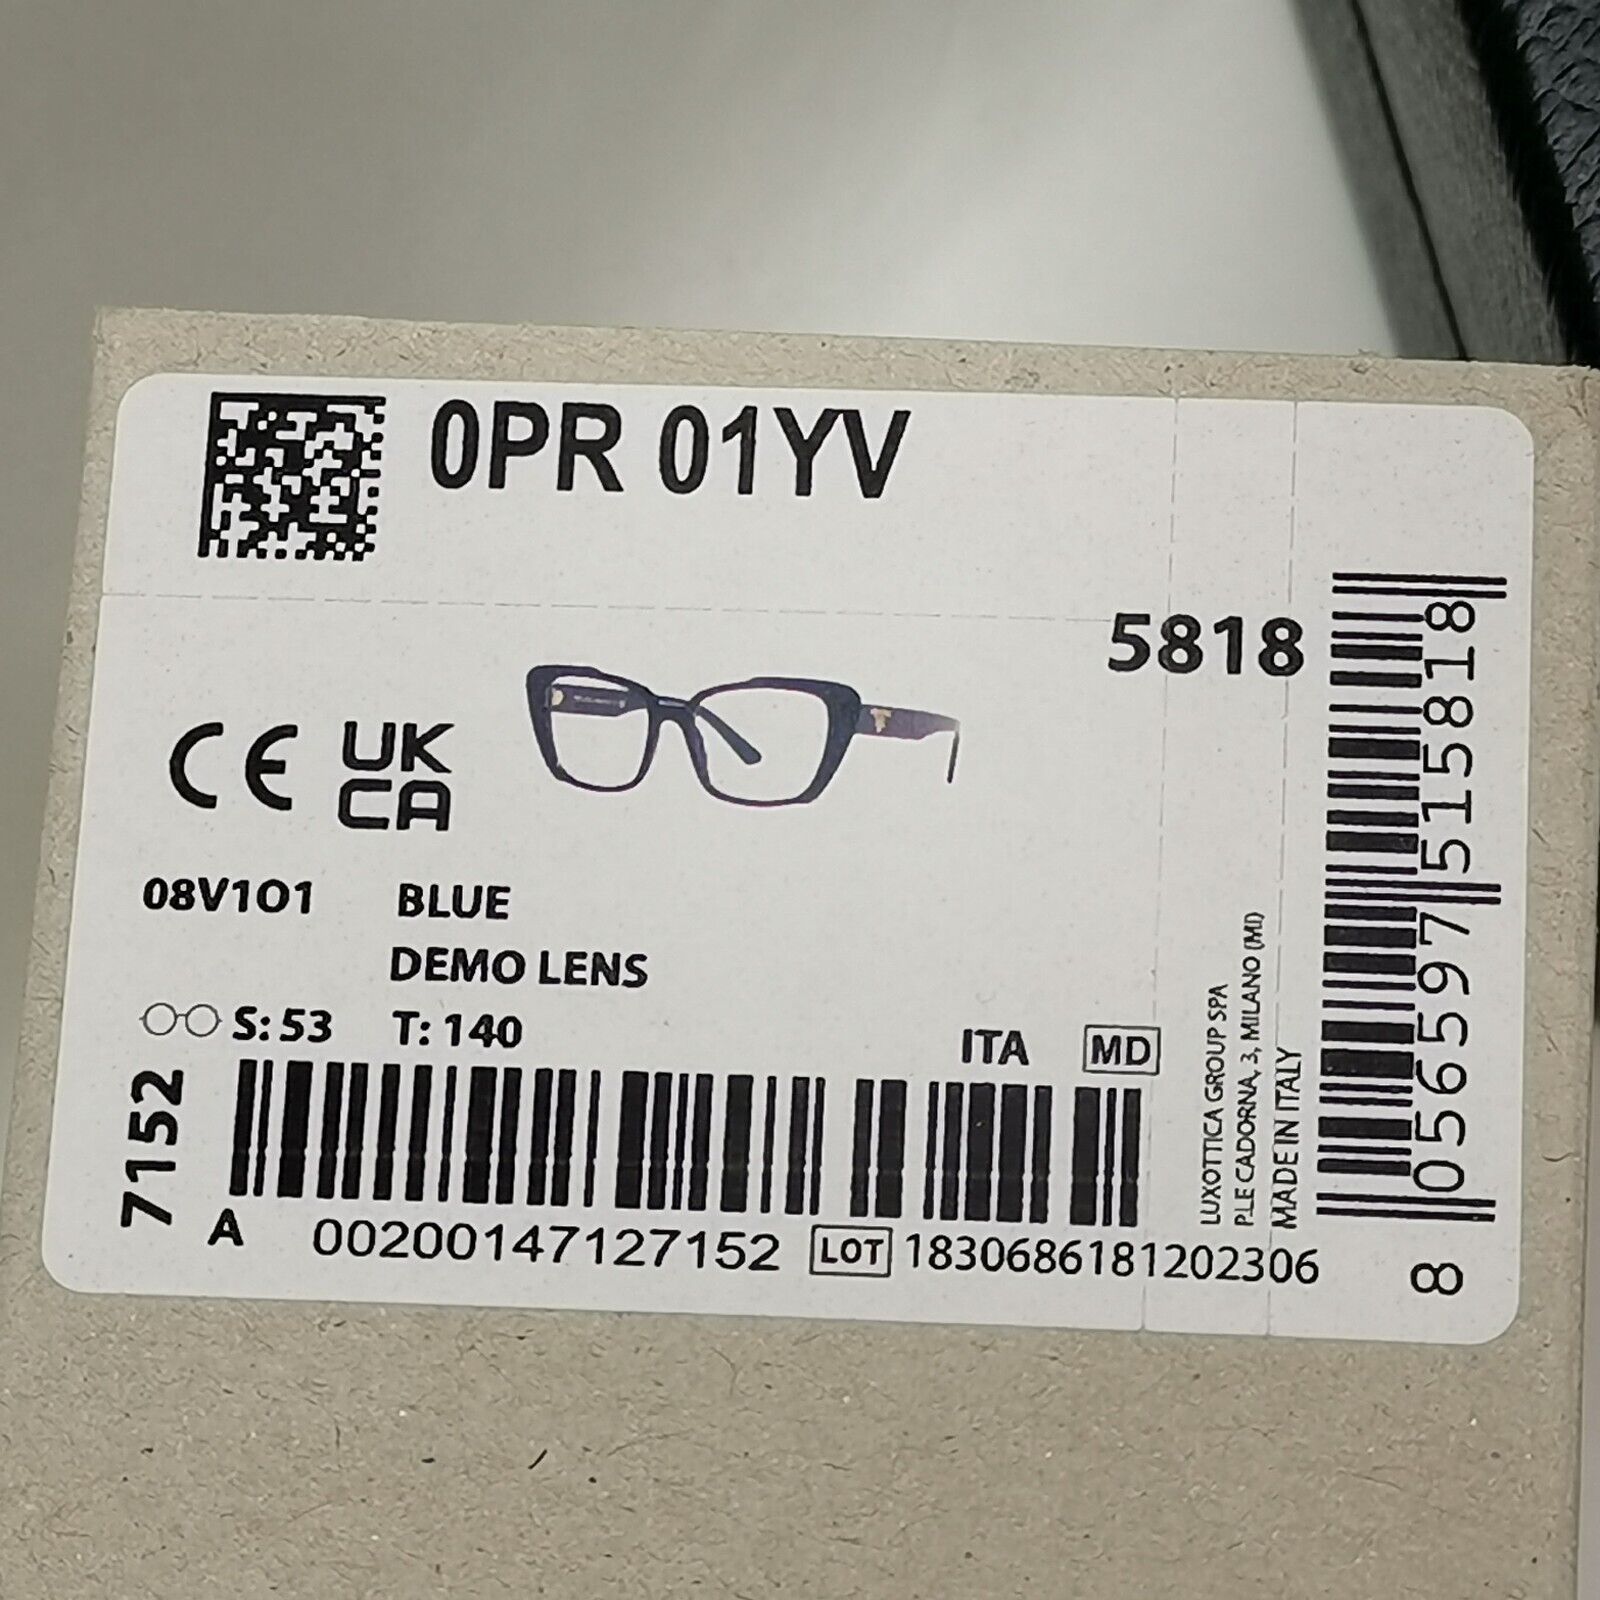 0PR 01YV
5818
CE
UK
CA
08V1O1 BLUE
DEMO LENS
S: 53 T: 140
ITA MD
7152
A 00200147127152 LOT 1830686181202306
LUXOTTICA GROUP SPA
P.LE CADORNA, 3, MILANO (MI)
MADE IN ITALY
8 056597 515818